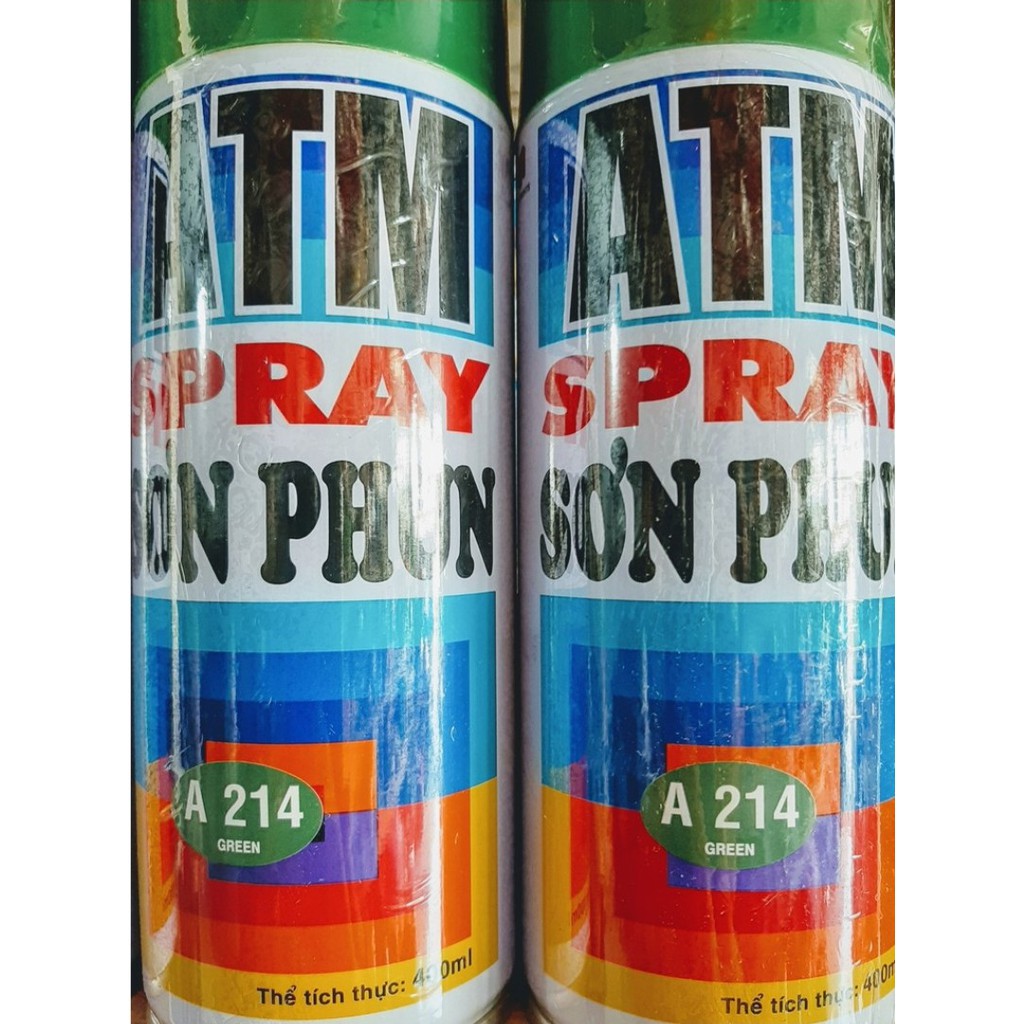 ATM
SPRAY
SƠN PHUN
A 214
GREEN
Thể tích thực: 400ml
ATM
SPRAY
SƠN PHUN
A 214
GREEN
Thể tích thực: 400ml